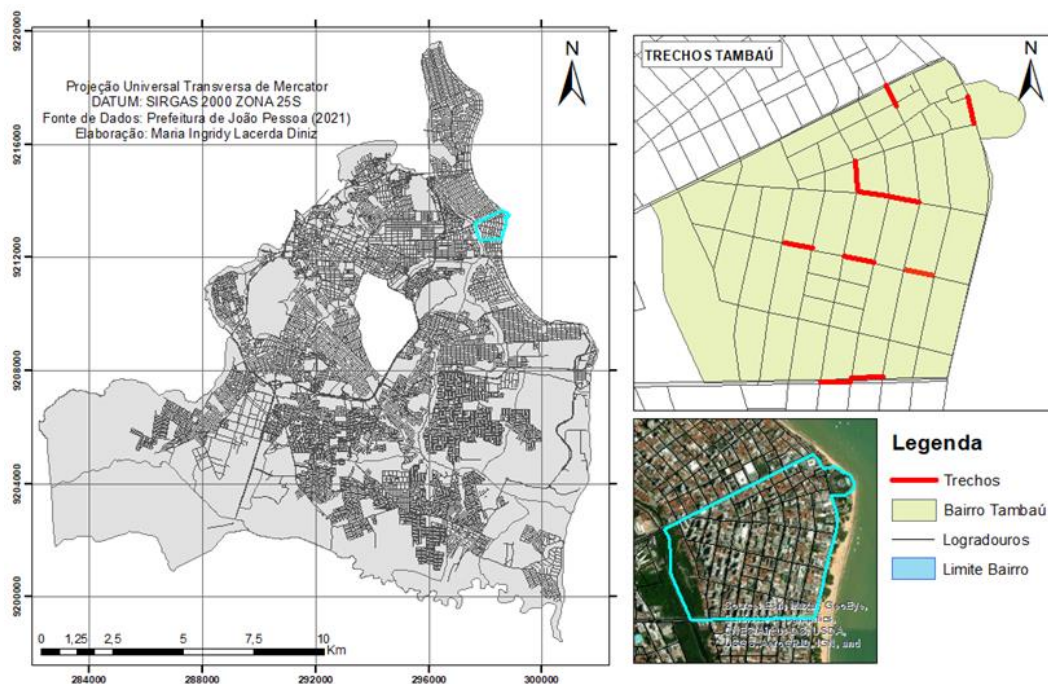 Projeção Universal Transversa de Mercator
DATUM: SIRGAS 2000 ZONA 25S
Fonte de Dados: Prefeitura de João Pessoa (2021)
Elaboração: Maria Ingridy Lacerda Diniz
N
9220000
9216000
9212000
9208000
9204000
9200000
0 1,25 2,5 5 7,5 10
Km
284000 288000 292000 296000 300000
TRECHOS TAMBAÚ
N
Legenda
Trechos
Bairro Tambaú
Logradouros
Limite Bairro